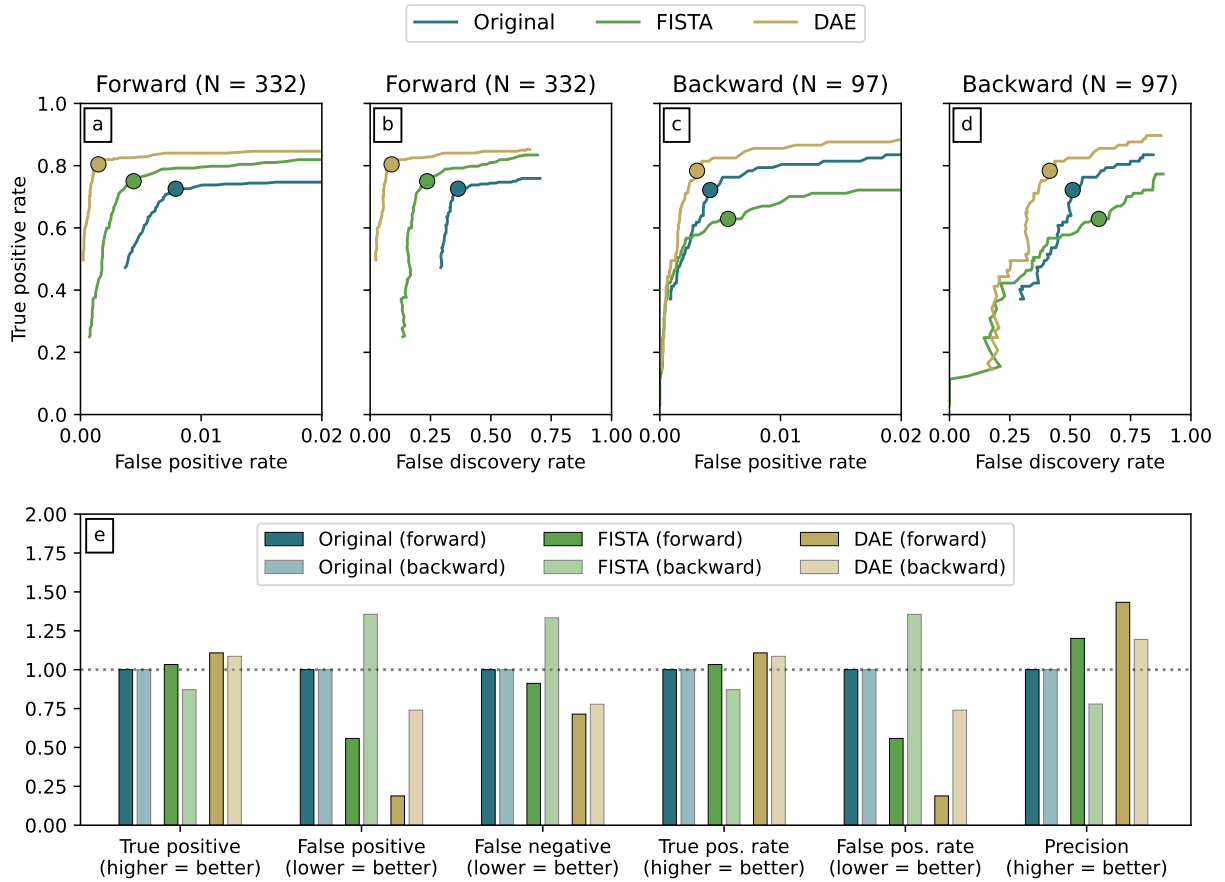 Original FISTA DAE
Forward (N = 332) Forward (N = 332) Backward (N = 97) Backward (N = 97)
a b c d
True positive rate
1.0
0.8
0.6
0.4
0.2
0.0
0.00 0.01 0.02 0.00 0.25 0.50 0.75 1.00 0.00 0.01 0.02 0.00 0.25 0.50 0.75 1.00
False positive rate False discovery rate False positive rate False discovery rate
e
Original (forward) FISTA (forward) DAE (forward)
Original (backward) FISTA (backward) DAE (backward)
2.00
1.75
1.50
1.25
1.00
0.75
0.50
0.25
0.00
True positive False positive False negative True pos. rate False pos. rate Precision
(higher = better) (lower = better) (lower = better) (higher = better) (lower = better) (higher = better)